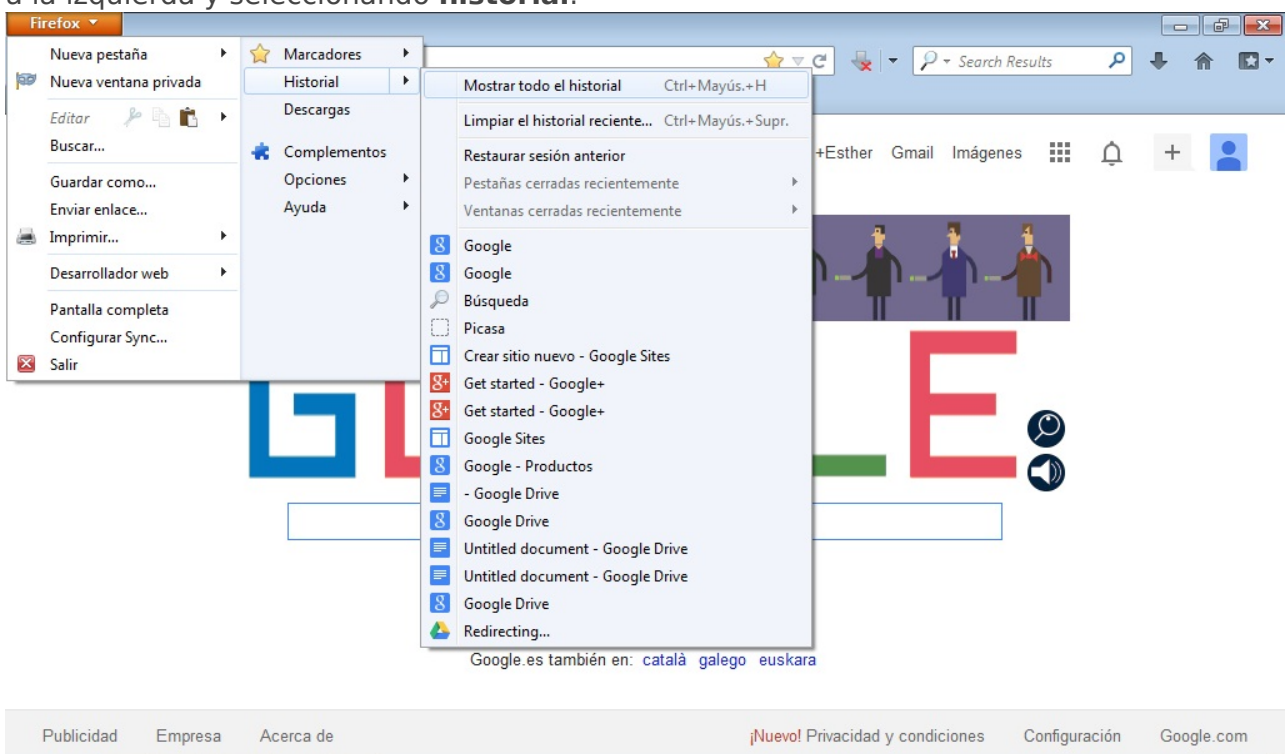 a la izquierda y seleccionando historial.
Firefox
Nueva pestaña
Nueva ventana privada
Editar
Buscar...
Guardar como...
Enviar enlace...
Imprimir...
Desarrollador web
Pantalla completa
Configurar Sync...
Salir
Marcadores
Historial
Descargas
Complementos
Opciones
Ayuda
Mostrar todo el historial Ctrl+Mayús.+H
Limpiar el historial reciente... Ctrl+Mayús.+Supr.
Restaurar sesión anterior
Pestañas cerradas recientemente
Ventanas cerradas recientemente
Google
Google
Búsqueda
Picasa
Crear sitio nuevo - Google Sites
Get started - Google+
Get started - Google+
Google Sites
Google - Productos
- Google Drive
Google Drive
Untitled document - Google Drive
Untitled document - Google Drive
Google Drive
Redirecting...
Search Results
+Esther Gmail Imágenes
Google.es también en: català galego euskara
Publicidad Empresa Acerca de ¡Nuevo! Privacidad y condiciones Configuración Google.com